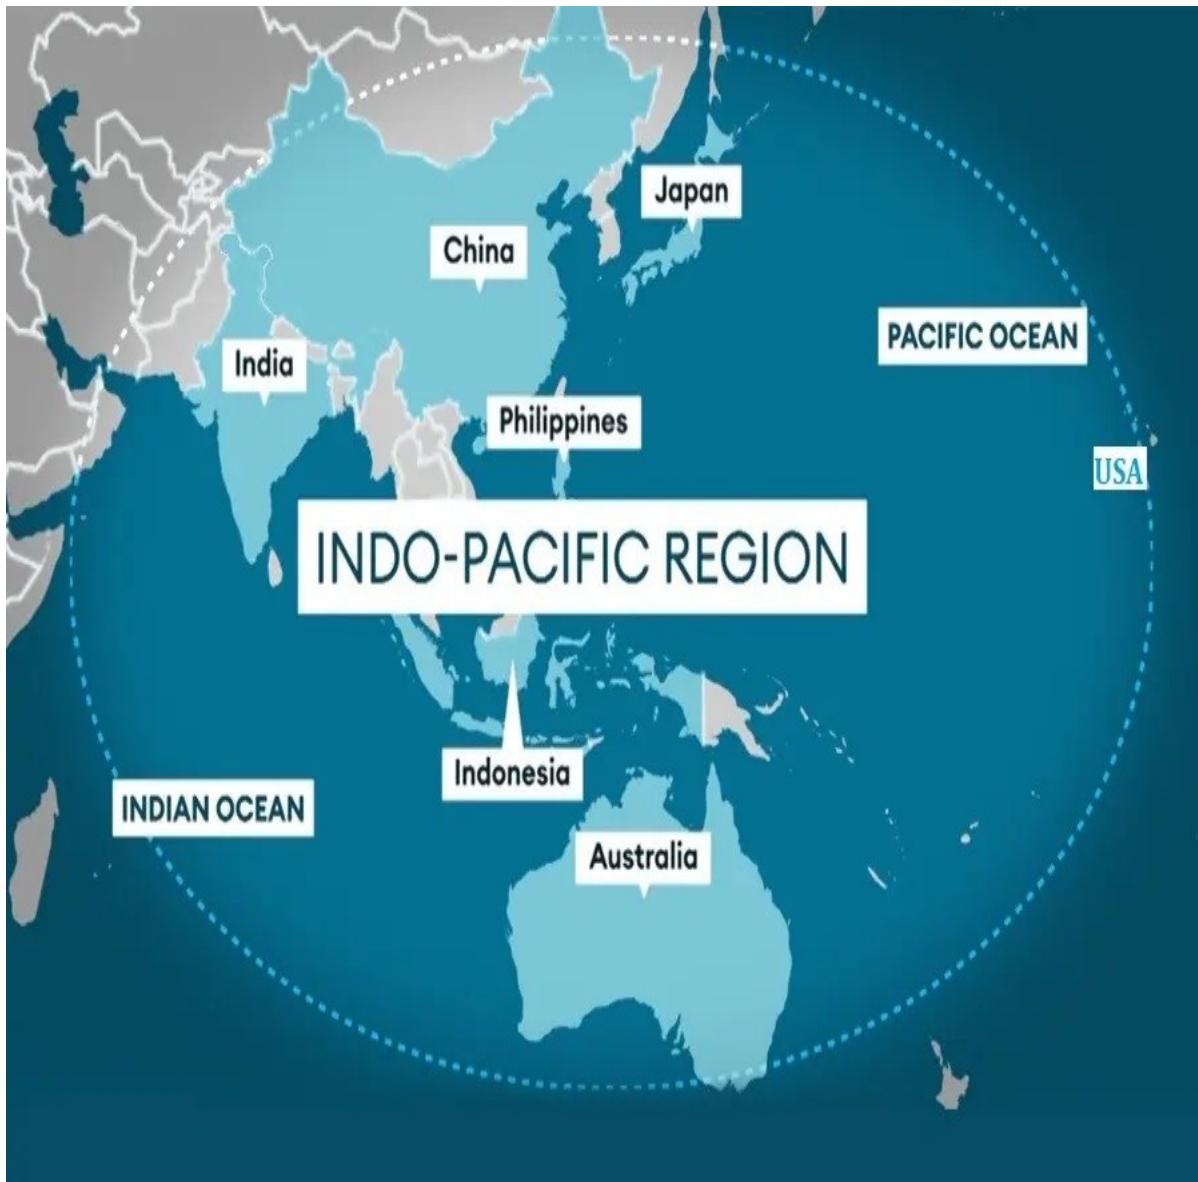 Japan
China
PACIFIC OCEAN
India
Philippines
USA
INDO-PACIFIC REGION
Indonesia
INDIAN OCEAN
Australia